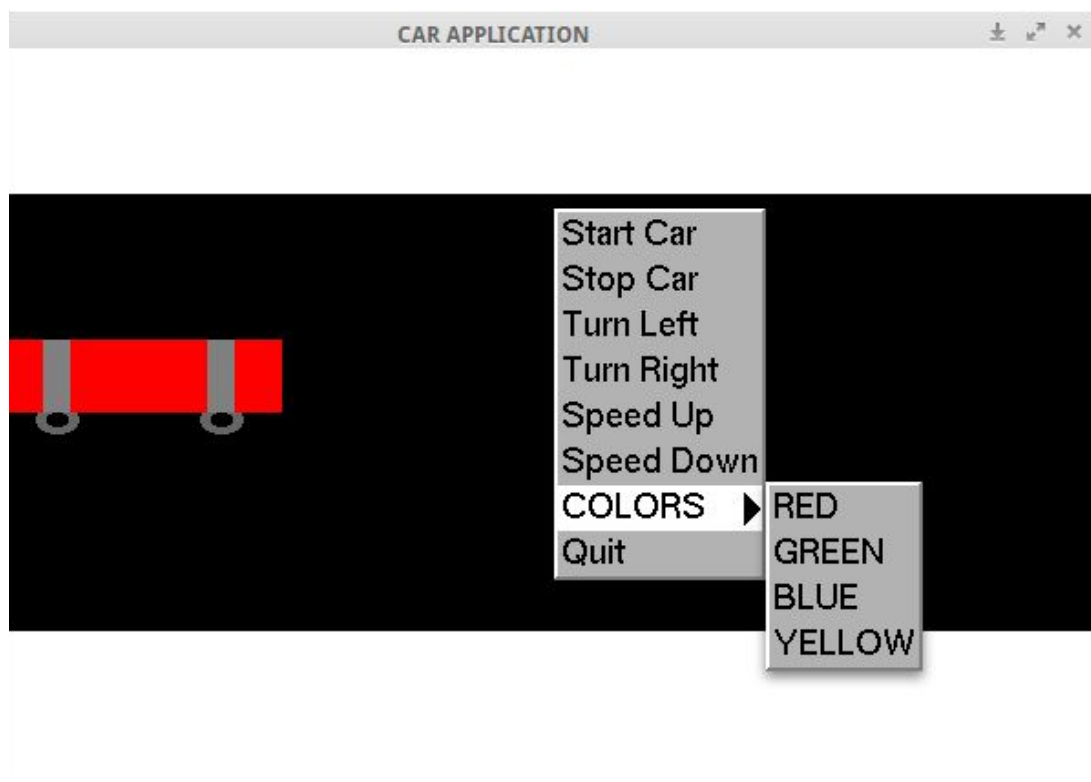 CAR APPLICATION
Start Car
Stop Car
Turn Left
Turn Right
Speed Up
Speed Down
COLORS
Quit
RED
GREEN
BLUE
YELLOW